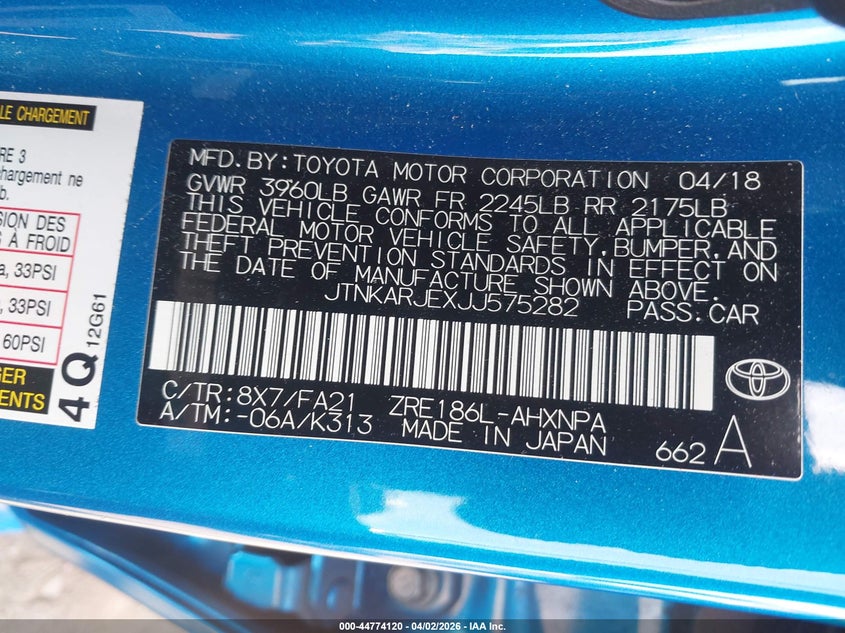 LE CHARGEMENT
RE 3
hargement ne
b.
SION DES
S À FROID
a, 33PSI
, 33PSI
60PSI
GER
EMENTS
4Q 12G61
MFD.BY:TOYOTA MOTOR CORPORATION 04/18
GVWR 3960LB GAWR FR 2245LB RR 2175LB
THIS VEHICLE CONFORMS TO ALL APPLICABLE
FEDERAL MOTOR VEHICLE SAFETY,BUMPER,AND
THEFT PREVENTION STANDARDS IN EFFECT ON
THE DATE OF MANUFACTURE SHOWN ABOVE.
JTNKARJEXJJ575282 PASS.CAR
C/TR:8X7/FA21 ZRE186L-AHXNPA
A/TM:-06A/K313 MADE IN JAPAN
662 A
000-44774120 - 04/02/2026 - IAA Inc.